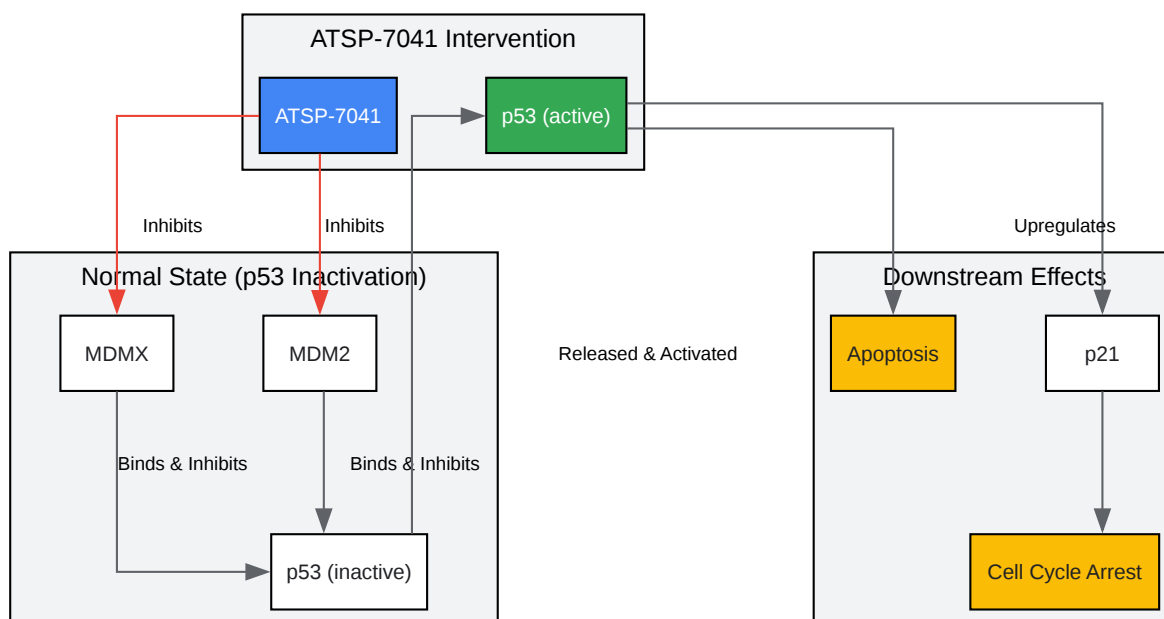 ATSP-7041 Intervention
ATSP-7041
p53 (active)
Inhibits
Inhibits
Upregulates
Normal State (p53 Inactivation)
Downstream Effects
MDMX
MDM2
Released & Activated
Apoptosis
p21
Binds & Inhibits
Binds & Inhibits
p53 (inactive)
Cell Cycle Arrest